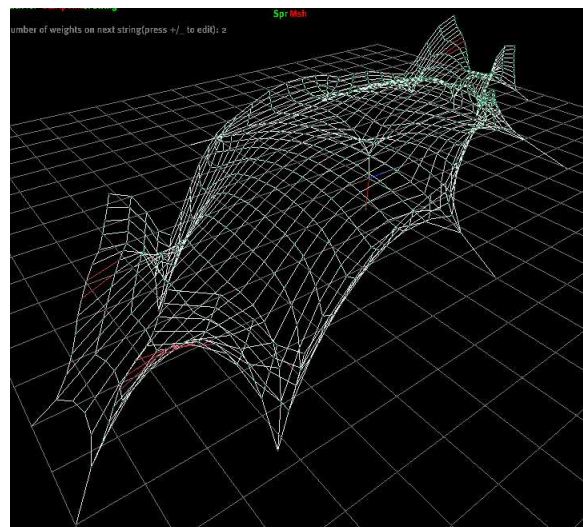 Spr Msh
umber of weights on next string(press +/_ to edit): 2